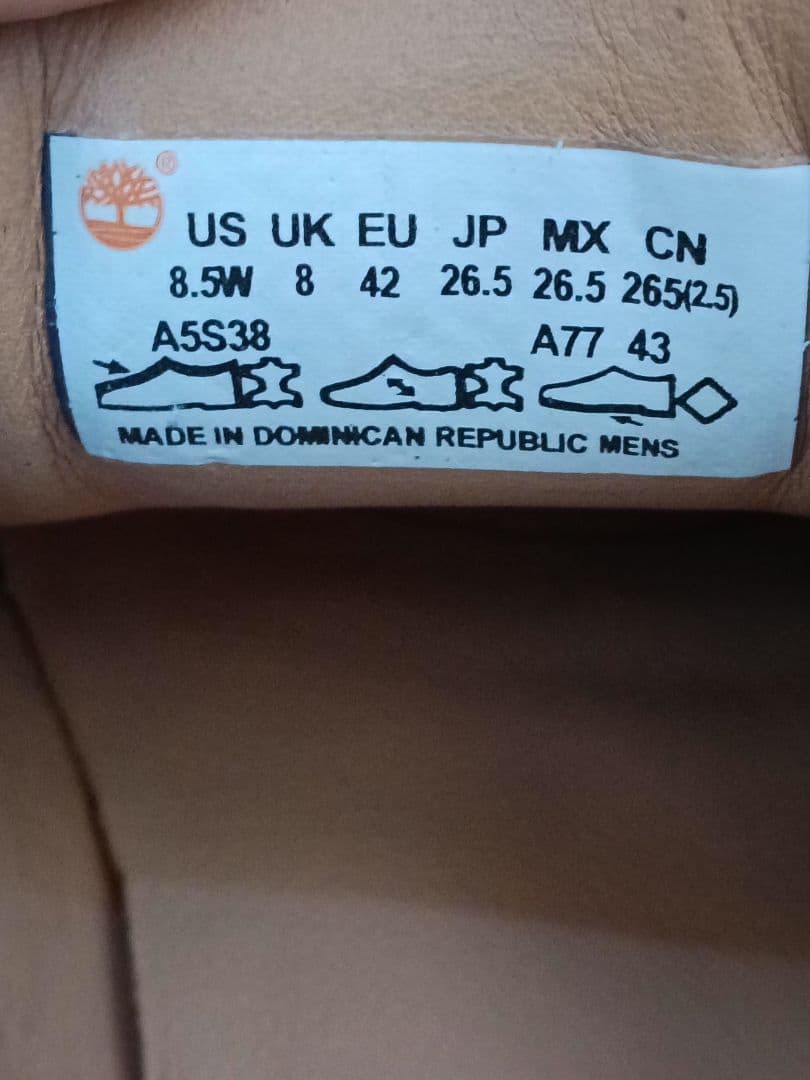 ®
US UK EU JP MX CN
8.5W 8 42 26.5 26.5 265(2.5)
A5S38 A77 43
MADE IN DOMINICAN REPUBLIC MENS